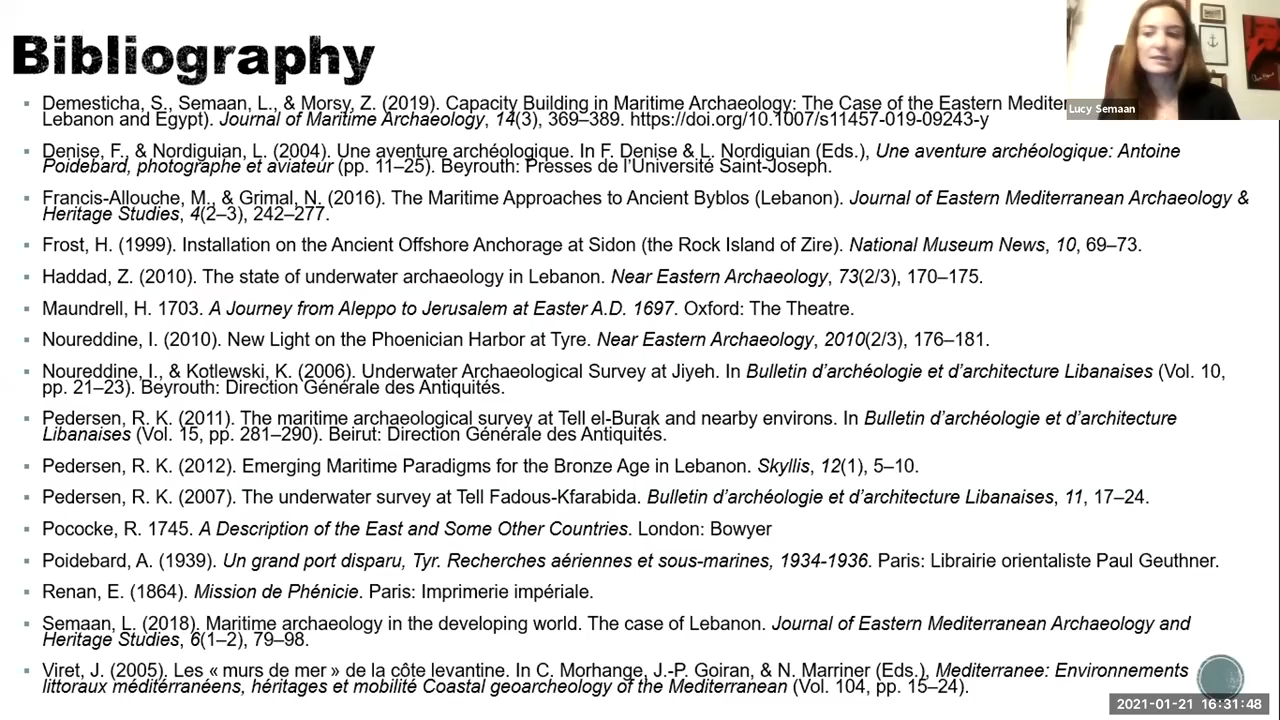 Bibliography
Lucy Semaan
Demesticha, S., Semaan, L., & Morsy, Z. (2019). Capacity Building in Maritime Archaeology: The Case of the Eastern
Lebanon and Egypt). Journal of Maritime Archaeology, 14(3), 369–389. https://doi.org/10.1007/s11457-019-09243-y
Denise, F., & Nordiguian, L. (2004). Une aventure archéologique. In F. Denise & L. Nordiguian (Eds.), Une aventure archéologique: Antoine
Poidebard, photographe et aviateur (pp. 11–25). Beyrouth: Presses de l'Université Saint-Joseph.
Francis-Allouche, M., & Grimal, N. (2016). The Maritime Approaches to Ancient Byblos (Lebanon). Journal of Eastern Mediterranean Archaeology &
Heritage Studies, 4(2–3), 242–277.
Frost, H. (1999). Installation on the Ancient Offshore Anchorage at Sidon (the Rock Island of Zire). National Museum News, 10, 69–73.
Haddad, Z. (2010). The state of underwater archaeology in Lebanon. Near Eastern Archaeology, 73(2/3), 170–175.
Maundrell, H. 1703. A Journey from Aleppo to Jerusalem at Easter A.D. 1697. Oxford: The Theatre.
Noureddine, I. (2010). New Light on the Phoenician Harbor at Tyre. Near Eastern Archaeology, 2010(2/3), 176–181.
Noureddine, I., & Kotlewski, K. (2006). Underwater Archaeological Survey at Jiyeh. In Bulletin d'archéologie et d'architecture Libanaises (Vol. 10,
pp. 21–23). Beyrouth: Direction Générale des Antiquités.
Pedersen, R. K. (2011). The maritime archaeological survey at Tell el-Burak and nearby environs. In Bulletin d'archéologie et d'architecture
Libanaises (Vol. 15, pp. 281–290). Beirut: Direction Générale des Antiquités.
Pedersen, R. K. (2012). Emerging Maritime Paradigms for the Bronze Age in Lebanon. Skyllis, 12(1), 5–10.
Pedersen, R. K. (2007). The underwater survey at Tell Fadous-Kfarabida. Bulletin d'archéologie et d'architecture Libanaises, 11, 17–24.
Pococke, R. 1745. A Description of the East and Some Other Countries. London: Bowyer
Poidebard, A. (1939). Un grand port disparu, Tyr. Recherches aériennes et sous-marines, 1934-1936. Paris: Librairie orientaliste Paul Geuthner.
Renan, E. (1864). Mission de Phénicie. Paris: Imprimerie impériale.
Semaan, L. (2018). Maritime archaeology in the developing world. The case of Lebanon. Journal of Eastern Mediterranean Archaeology and
Heritage Studies, 6(1–2), 79–98.
Viret, J. (2005). Les « murs de mer » de la côte levantine. In C. Morhange, J.-P. Goiran, & N. Marriner (Eds.), Mediterranee: Environnements
littoraux méditérranéens, héritages et mobilité Coastal geoarcheology of the Mediterranean (Vol. 104, pp. 15–24).
2021-01-21 16:31:48